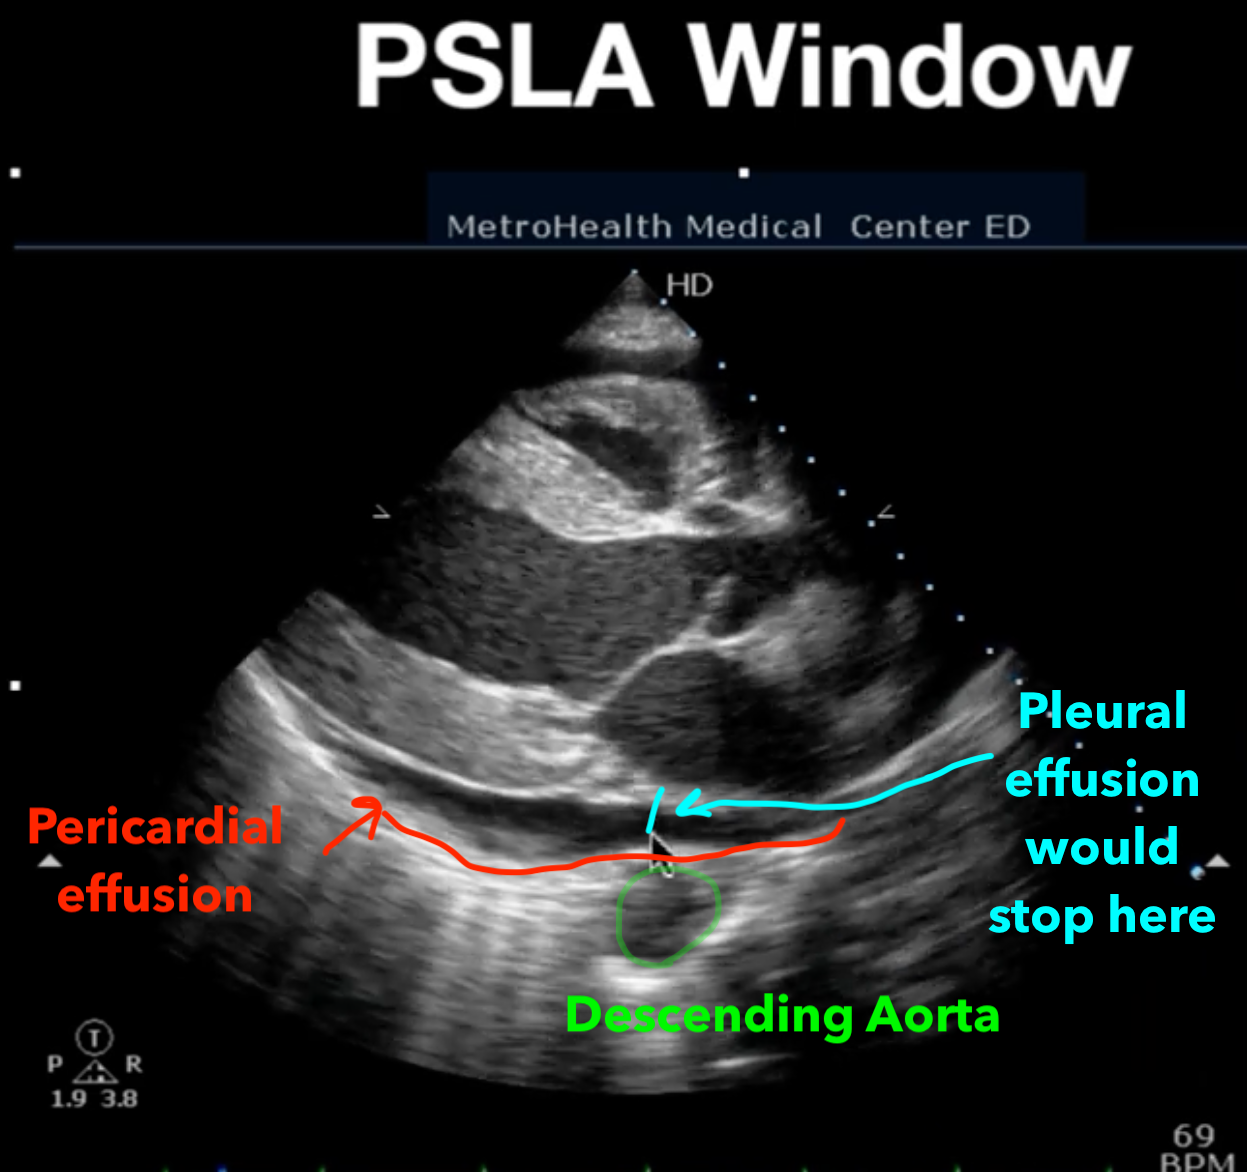 PSLA Window
MetroHealth Medical Center ED
HD
Pleural
effusion
would
stop here
Pericardial
effusion
Descending Aorta
T
P R
1.9 3.8
69
BPM